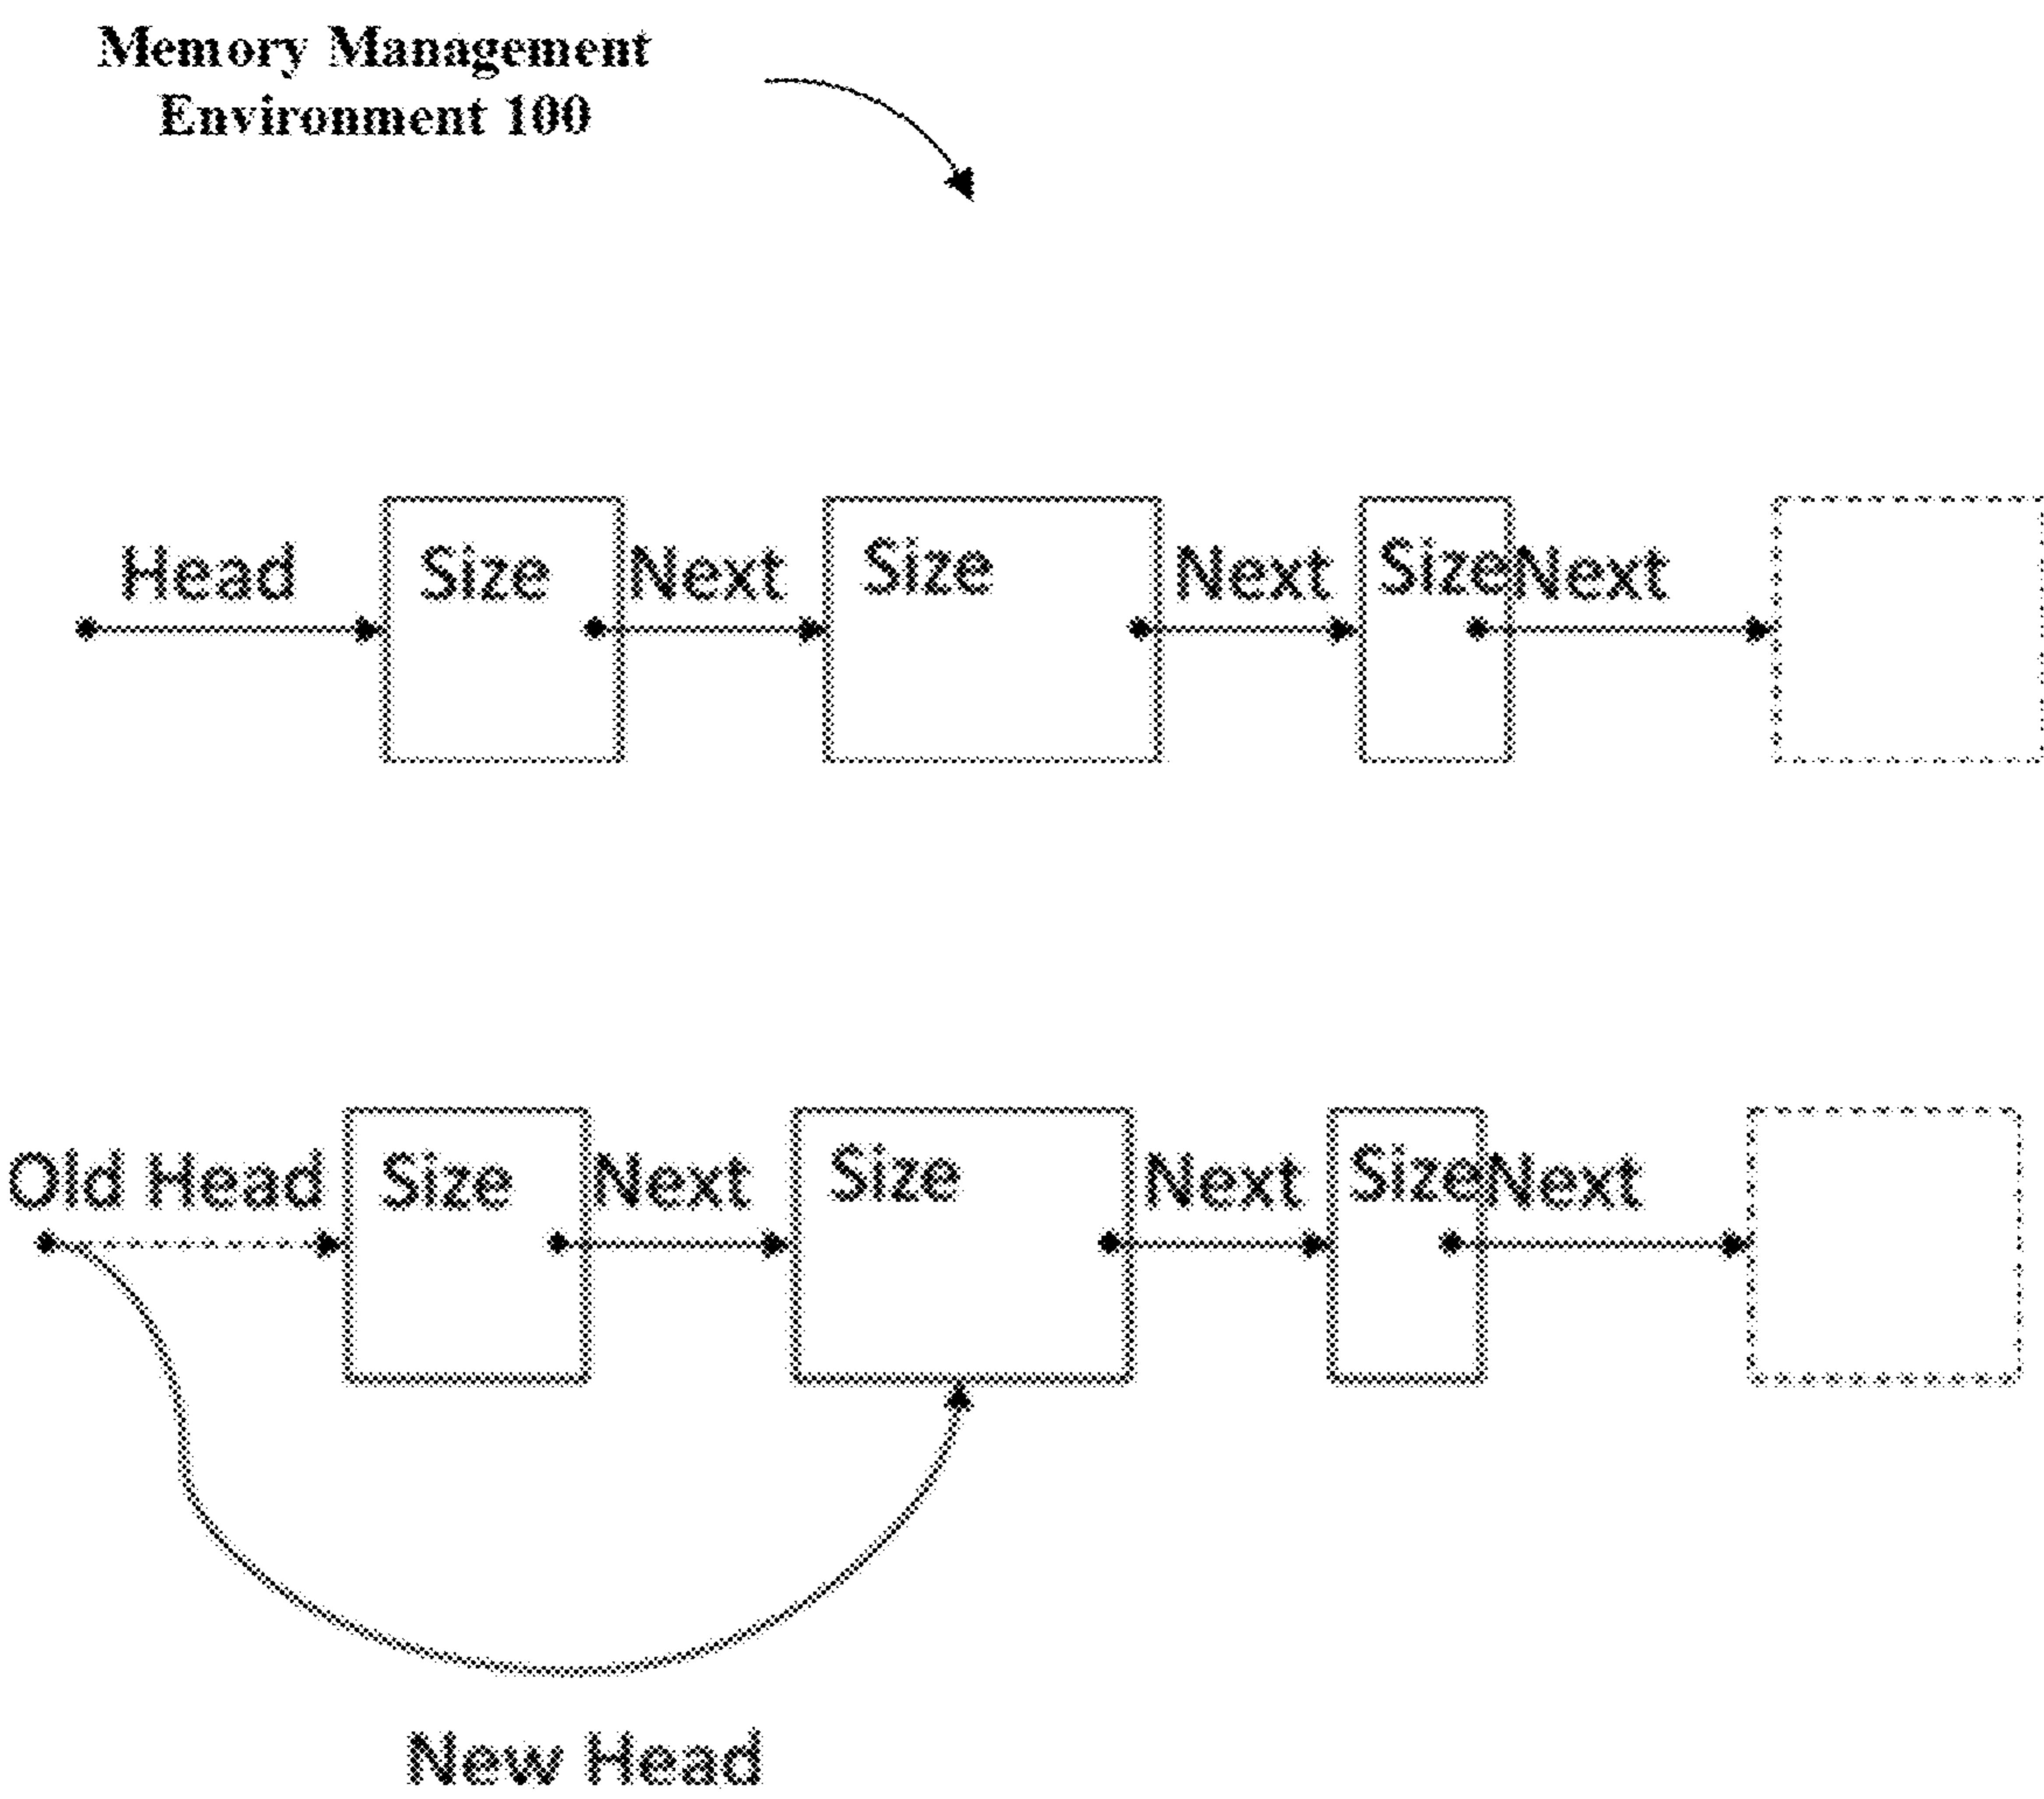 Memory Management
Environment 100
Head Size Next Size Next Size Next
Old Head Size Next Size Next Size Next
New Head